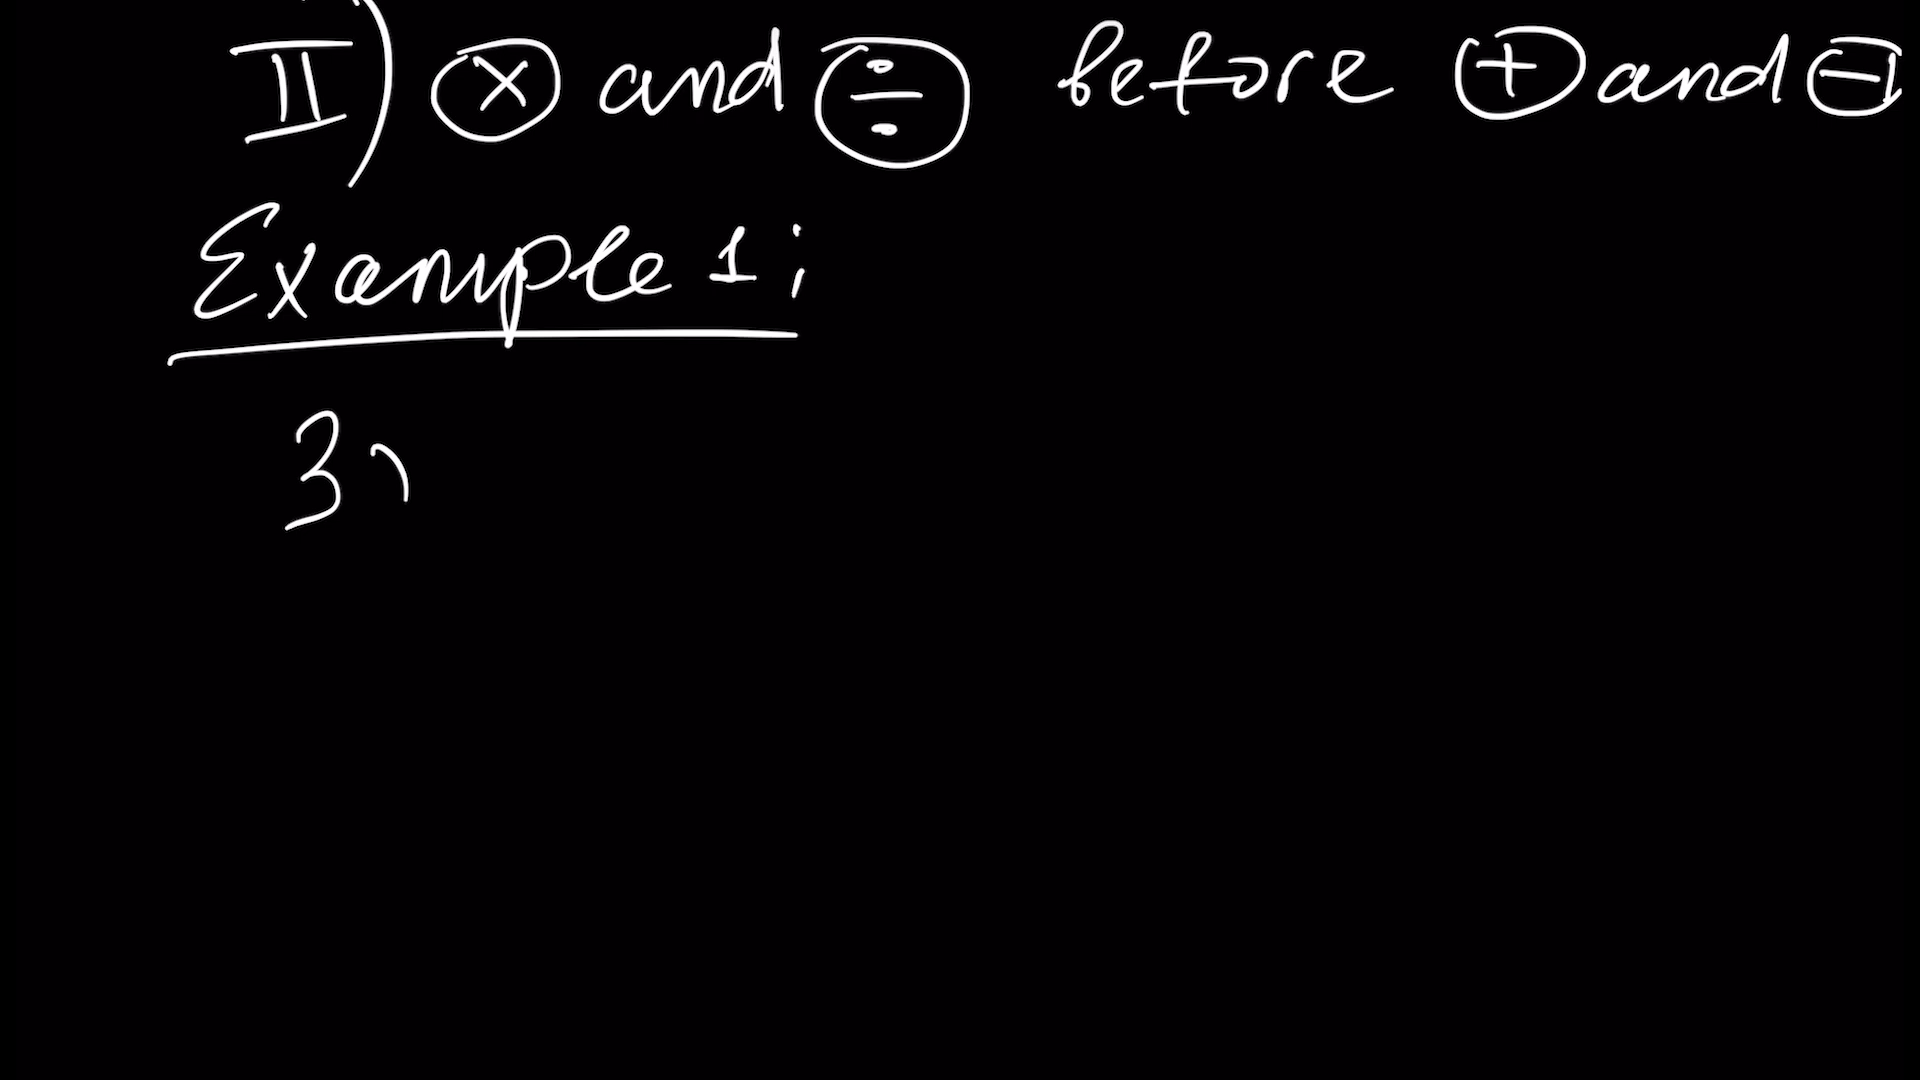 II) ⊗ and ÷ before ⊕ and ⊖
Example 1:
3